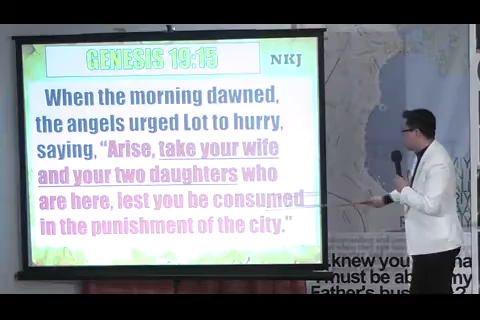 GENESIS 19:15
NKJ
When the morning dawned,
the angels urged Lot to hurry,
saying, "Arise, take your wife
and your two daughters who
are here, lest you be consumed
in the punishment of the city."
knew you
must be ab my
Father's bus